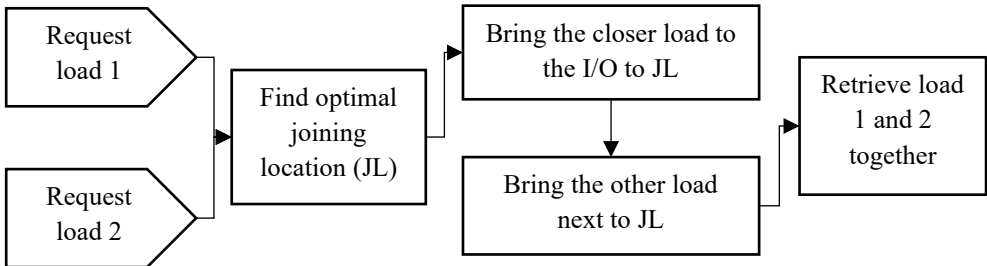 Request
load 1
Request
load 2
Find optimal
joining
location (JL)
Bring the closer load to
the I/O to JL
Bring the other load
next to JL
Retrieve load
1 and 2
together